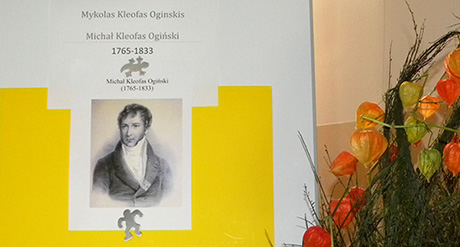 Mykolas Kleofas Oginskis
Michał Kleofas Ogiński
1765-1833
Michał Kleofas Ogiński
(1765-1833)